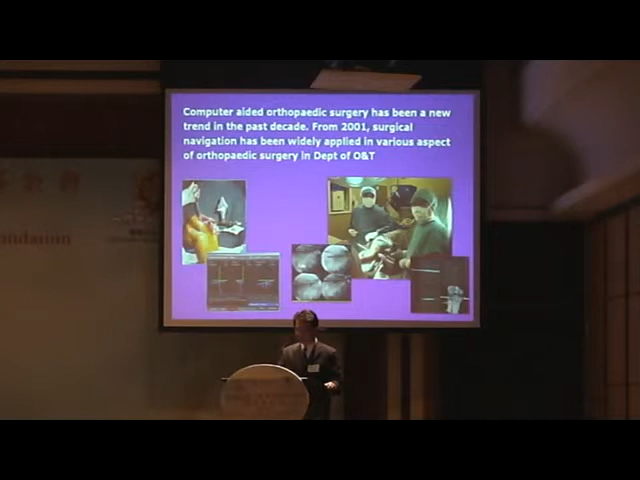 Computer aided orthopaedic surgery has been a new
trend in the past decade. From 2001, surgical
navigation has been widely applied in various aspect
of orthopaedic surgery in Dept of O&T